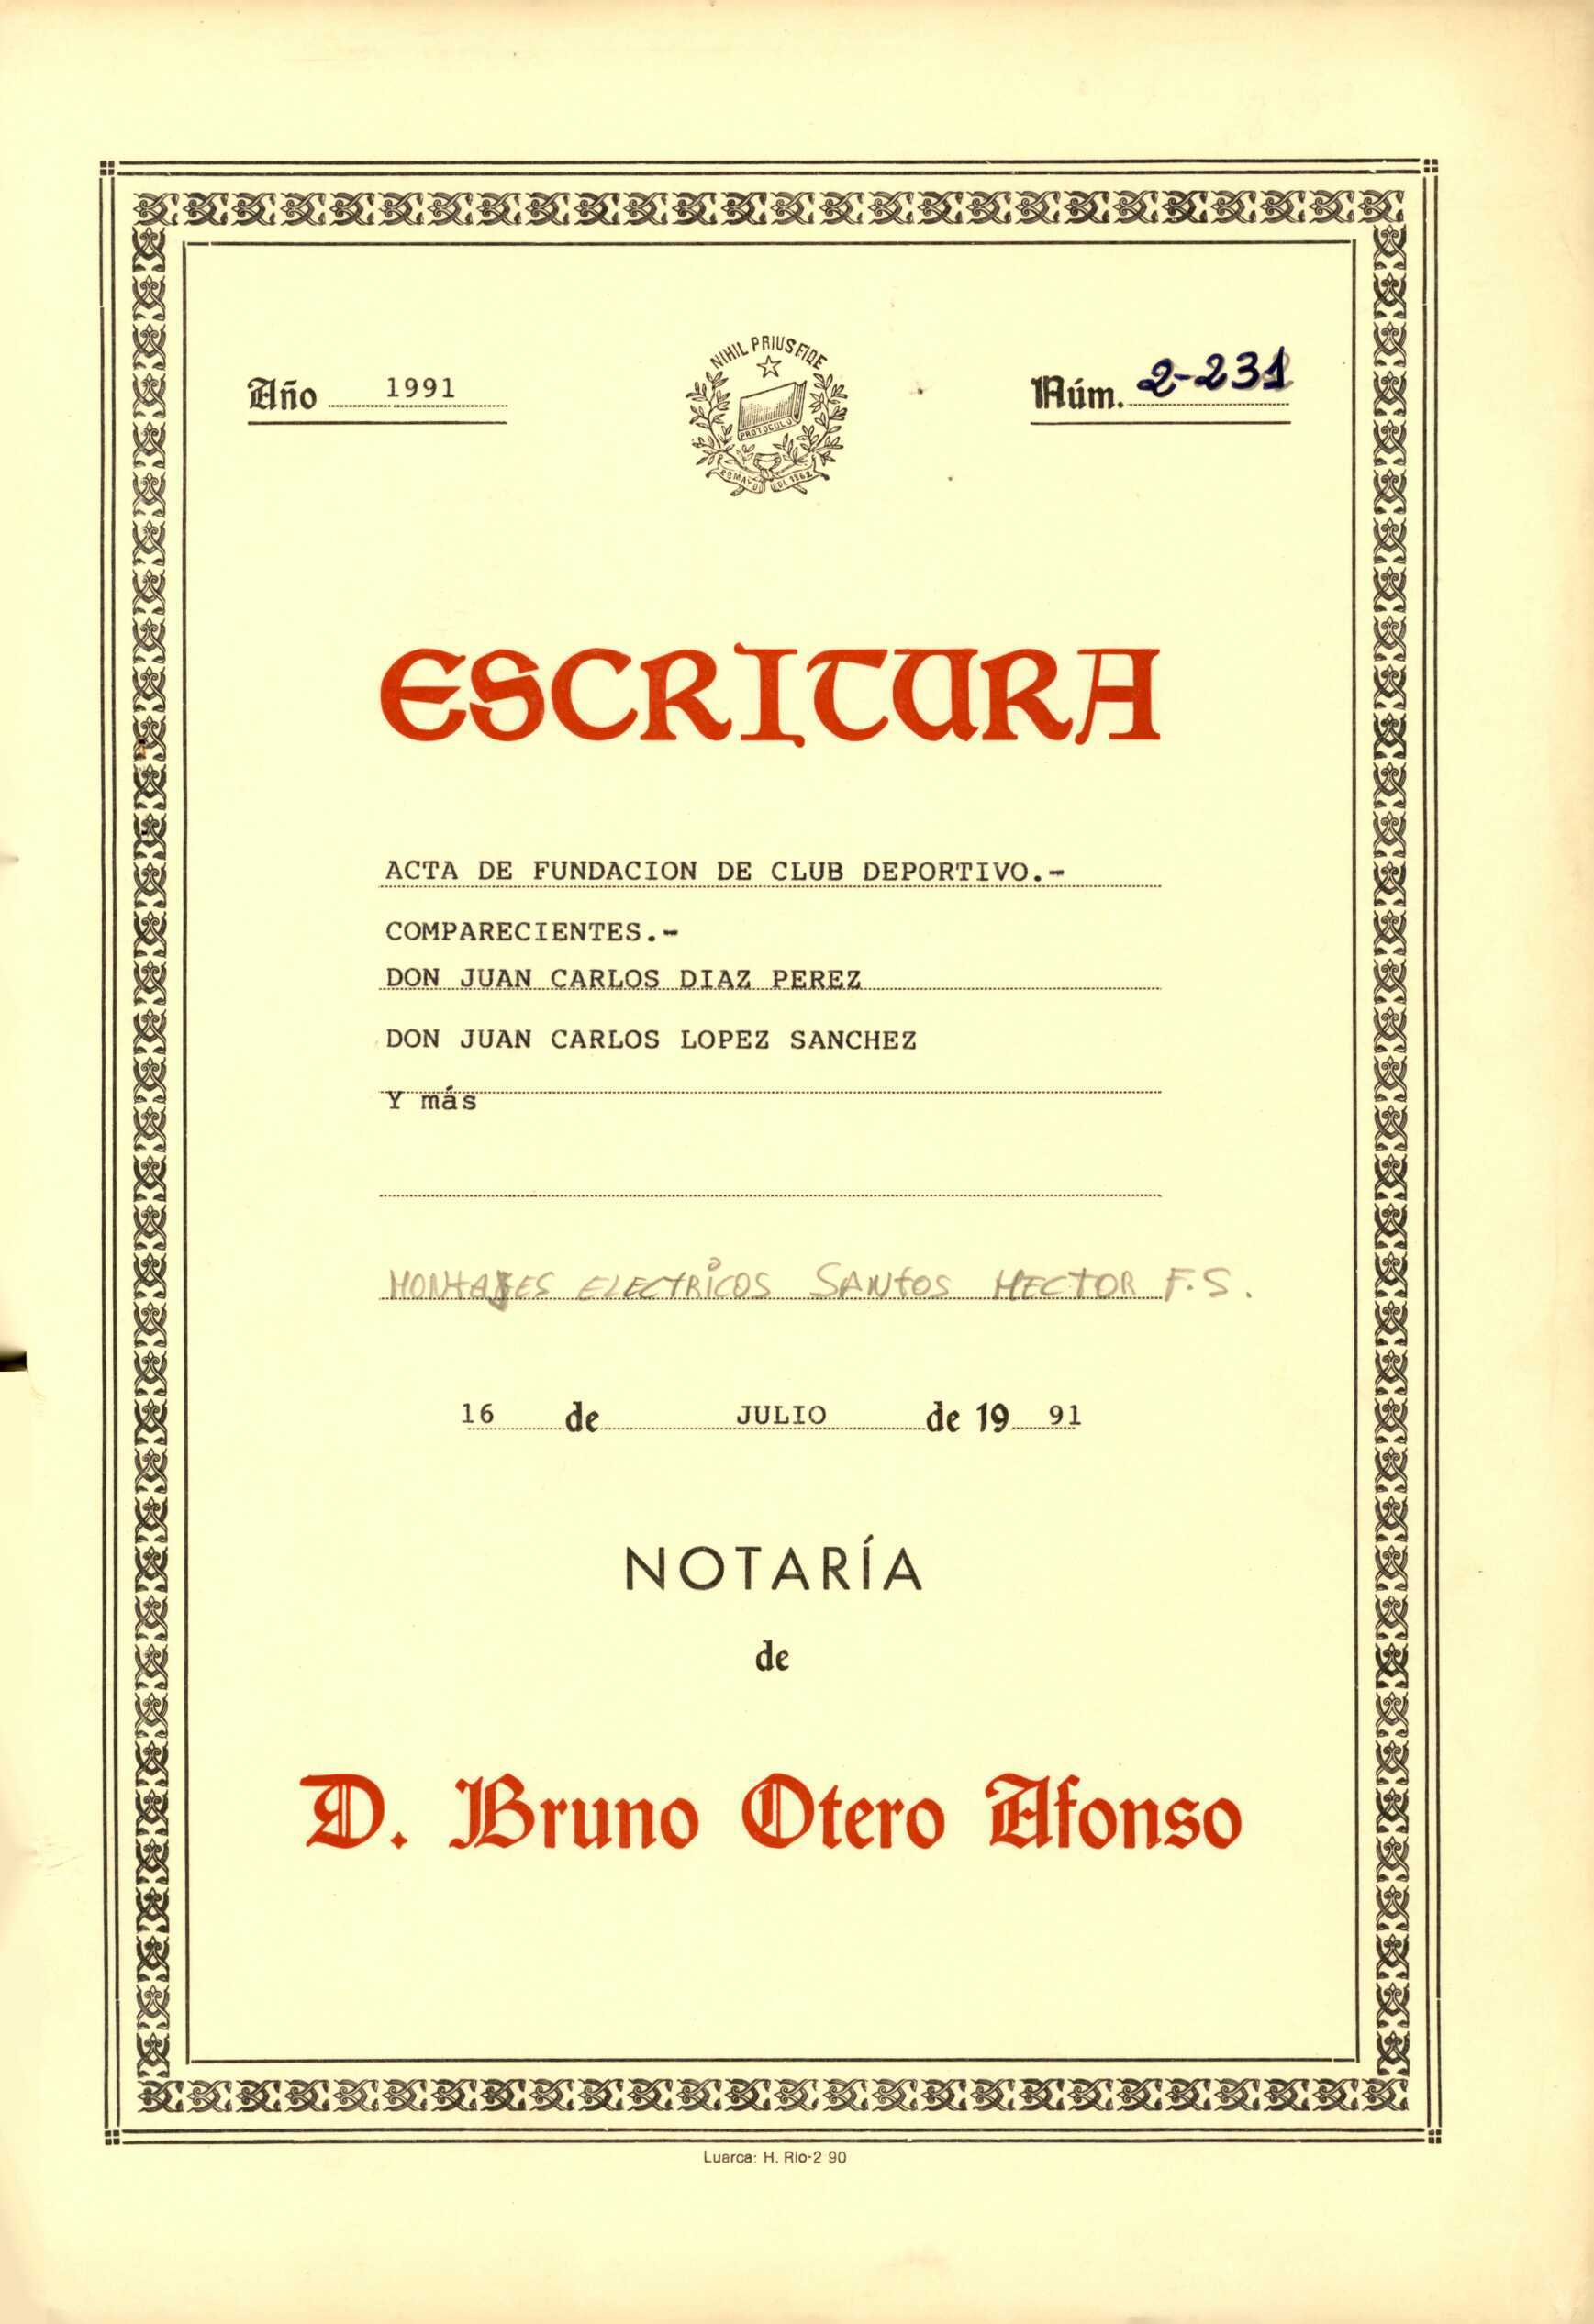 Año 1991
NIHIL PRIUS FIDE
PROTOCOLO
Núm. 2-231
ESCRITURA
ACTA DE FUNDACION DE CLUB DEPORTIVO.-
COMPARECIENTES.-
DON JUAN CARLOS DIAZ PEREZ
DON JUAN CARLOS LOPEZ SANCHEZ
Y más
MONTAJES ELECTRICOS SANTOS HECTOR F.S.
16 de JULIO de 19 91
NOTARÍA
de
D. Bruno Otero Afonso
Luarca: H. Rio-2 90